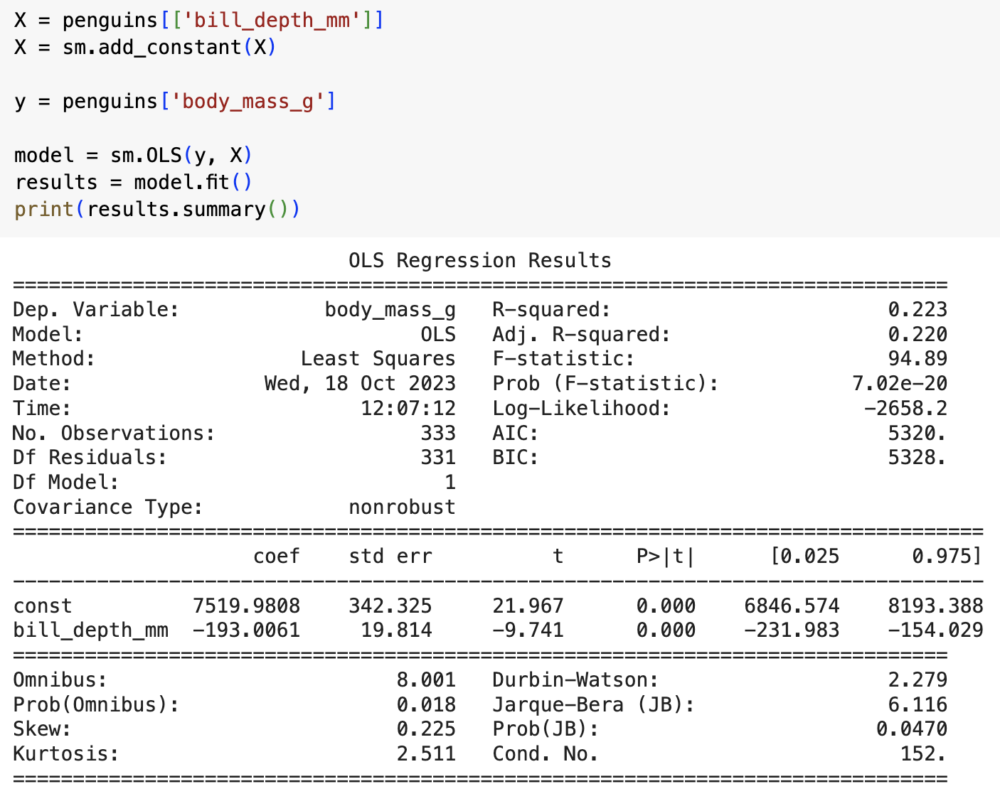 X = penguins[['bill_depth_mm']]
X = sm.add_constant(X)
y = penguins['body_mass_g']
model = sm.OLS(y, X)
results = model.fit()
print(results.summary())
OLS Regression Results
==============================================================================
Dep. Variable: body_mass_g R-squared: 0.223
Model: OLS Adj. R-squared: 0.220
Method: Least Squares F-statistic: 94.89
Date: Wed, 18 Oct 2023 Prob (F-statistic): 7.02e-20
Time: 12:07:12 Log-Likelihood: -2658.2
No. Observations: 333 AIC: 5320.
Df Residuals: 331 BIC: 5328.
Df Model: 1
Covariance Type: nonrobust
=================================================================================
coef std err t P>|t| [0.025 0.975]
---------------------------------------------------------------------------------
const 7519.9808 342.325 21.967 0.000 6846.574 8193.388
bill_depth_mm -193.0061 19.814 -9.741 0.000 -231.983 -154.029
==============================================================================
Omnibus: 8.001 Durbin-Watson: 2.279
Prob(Omnibus): 0.018 Jarque-Bera (JB): 6.116
Skew: 0.225 Prob(JB): 0.0470
Kurtosis: 2.511 Cond. No. 152.
==============================================================================